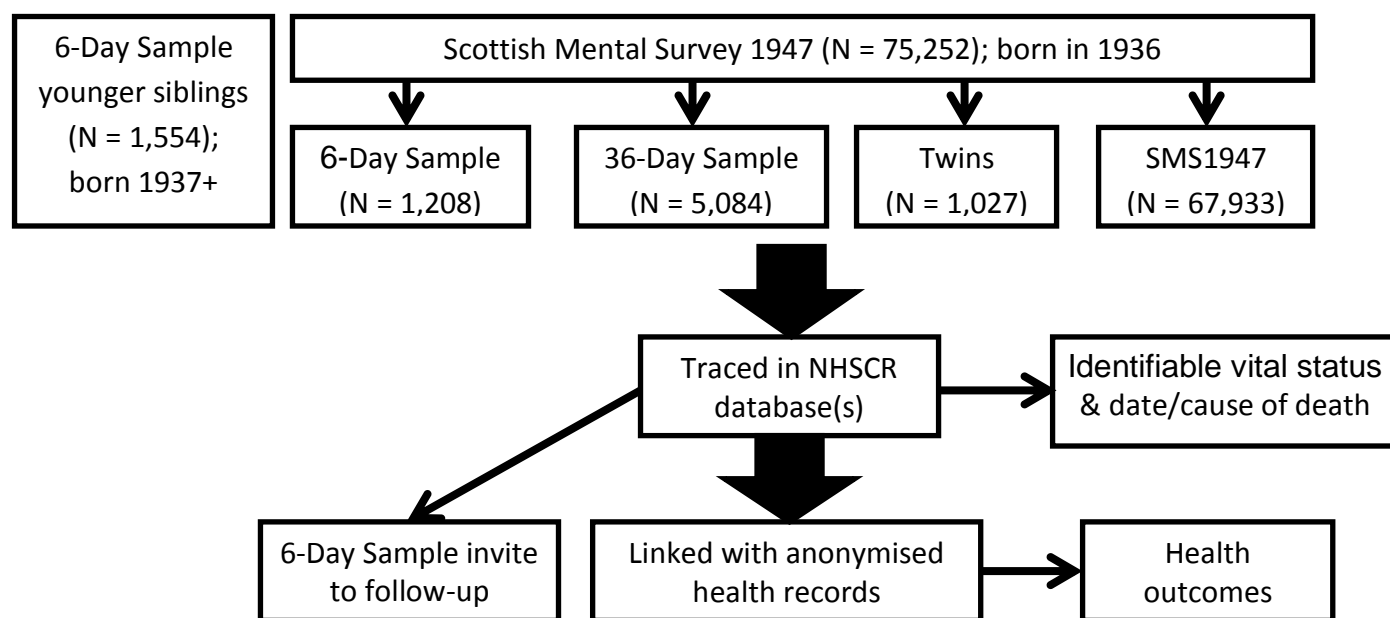 6-Day Sample
younger siblings
(N = 1,554);
born 1937+
Scottish Mental Survey 1947 (N = 75,252); born in 1936
6-Day Sample
(N = 1,208)
36-Day Sample
(N = 5,084)
Twins
(N = 1,027)
SMS1947
(N = 67,933)
Traced in NHSCR
database(s)
Identifiable vital status
& date/cause of death
6-Day Sample invite
to follow-up
Linked with anonymised
health records
Health
outcomes